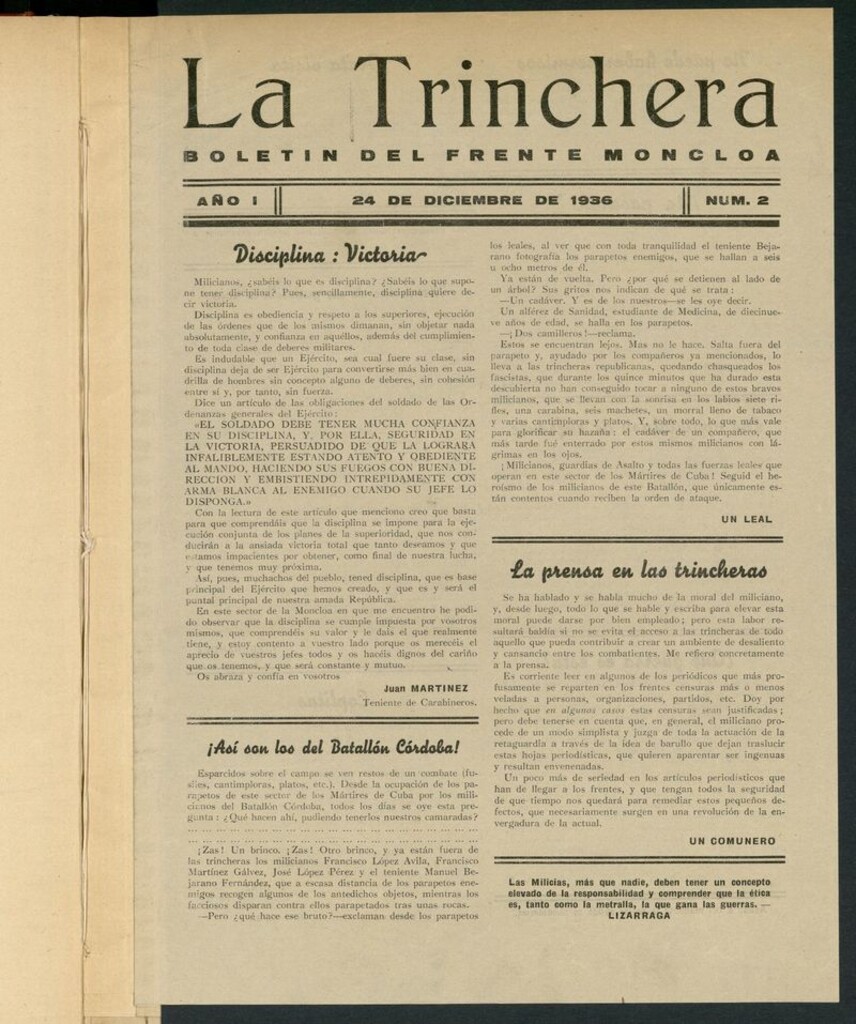 La Trinchera
BOLETIN DEL FRENTE MONCLOA
AÑO I
24 DE DICIEMBRE DE 1936
NUM. 2
Disciplina : Victoria
Milicianos, ¿sabéis lo que es disciplina? ¿Sabéis lo que supo-
ne tener disciplina? Pues, sencillamente, disciplina quiere de-
cir victoria.
Disciplina es obediencia y respeto a los superiores, ejecución
de las órdenes que de los mismos dimanan, sin objetar nada
absolutamente, y confianza en aquéllos, además del cumplimien-
to de toda clase de deberes militares.
Es indudable que un Ejército, sea cual fuere su clase, sin
disciplina deja de ser Ejército para convertirse más bien en cua-
drilla de hombres sin concepto alguno de deberes, sin cohesión
entre sí y, por tanto, sin fuerza.
Dice un artículo de las obligaciones del soldado de las Or-
denanzas generales del Ejército:
«EL SOLDADO DEBE TENER MUCHA CONFIANZA
EN SU DISCIPLINA, Y, POR ELLA, SEGURIDAD EN
LA VICTORIA, PERSUADIDO DE QUE LA LOGRARA
INFALIBLEMENTE ESTANDO ATENTO Y OBEDIENTE
AL MANDO, HACIENDO SUS FUEGOS CON BUENA DI-
RECCION Y EMBISTIENDO INTREPIDAMENTE CON
ARMA BLANCA AL ENEMIGO CUANDO SU JEFE LO
DISPONGA.»
Con la lectura de este artículo que menciono creo que basta
para que comprendáis que la disciplina se impone para la eje-
cución conjunta de los planes de la superioridad, que nos con-
ducirán a la ansiada victoria total que tanto deseamos y que
estamos impacientes por obtener, como final de nuestra lucha,
y que tenemos muy próxima.
Así, pues, muchachos del pueblo, tened disciplina, que es base
principal del Ejército que hemos creado, y que es y será el
puntal principal de nuestra amada República.
En este sector de la Moncloa en que me encuentro he podi-
do observar que la disciplina se cumple impuesta por vosotros
mismos, que comprendéis su valor y le dais el que realmente
tiene, y estoy contento a vuestro lado porque os merecéis el
aprecio de vuestros jefes todos y os hacéis dignos del cariño
que os tenemos, y que será constante y mutuo.
Os abraza y confía en vosotros
Juan MARTINEZ
Teniente de Carabineros.
¡Así son los del Batallón Córdoba!
Esparcidos sobre el campo se ven restos de un combate (fu-
siles, cantimploras, platos, etc.). Desde la ocupación de los pa-
rapetos de este sector de los Mártires de Cuba por los mili-
cianos del Batallón Córdoba, todos los días se oye esta pre-
gunta: ¿Qué hacen ahí, pudiendo tenerlos nuestros camaradas?
... ... ... ... ... ... ... ... ... ... ... ... ... ... ... ... ... ...
... ... ... ... ... ... ... ... ... ... ... ... ... ... ... ... ... ...
¡Zas! Un brinco. ¡Zas! Otro brinco, y ya están fuera de
las trincheras los milicianos Francisco López Avila, Francisco
Martínez Gálvez, José López Pérez y el teniente Manuel Be-
jarano Fernández, que a escasa distancia de los parapetos ene-
migos recogen algunos de los antedichos objetos, mientras los
facciosos disparan contra ellos parapetados tras unas rocas.
—Pero ¿qué hace ese bruto?—exclaman desde los parapetos
los leales, al ver que con toda tranquilidad el teniente Beja-
rano fotografía los parapetos enemigos, que se hallan a seis
u ocho metros de él.
Ya están de vuelta. Pero ¿por qué se detienen al lado de
un árbol? Sus gritos nos indican de qué se trata:
—Un cadáver. Y es de los nuestros—se les oye decir.
Un alférez de Sanidad, estudiante de Medicina, de diecinue-
ve años de edad, se halla en los parapetos.
—¡Dos camilleros!—reclama.
Estos se encuentran lejos. Mas no le hace. Salta fuera del
parapeto y, ayudado por los compañeros ya mencionados, lo
lleva a las trincheras republicanas, quedando chasqueados los
fascistas, que durante los quince minutos que ha durado esta
descubierta no han conseguido tocar a ninguno de estos bravos
milicianos, que se llevan con la sonrisa en los labios siete ri-
fles, una carabina, seis machetes, un morral lleno de tabaco
y varias cantimploras y platos. Y, sobre todo, lo que más vale
para glorificar su hazaña: el cadáver de un compañero, que
más tarde fué enterrado por estos mismos milicianos con lá-
grimas en los ojos.
¡Milicianos, guardias de Asalto y todas las fuerzas leales que
operan en este sector de los Mártires de Cuba! Seguid el he-
roísmo de los milicianos de este Batallón, que únicamente es-
tán contentos cuando reciben la orden de ataque.
UN LEAL
La prensa en las trincheras
Se ha hablado y se habla mucho de la moral del miliciano,
y, desde luego, todo lo que se hable y escriba para elevar esta
moral puede darse por bien empleado; pero esta labor re-
sultará baldía si no se evita el acceso a las trincheras de todo
aquello que pueda contribuir a crear un ambiente de desaliento
y cansancio entre los combatientes. Me refiero concretamente
a la prensa.
Es corriente leer en algunos de los periódicos que más pro-
fusamente se reparten en los frentes censuras más o menos
veladas a personas, organizaciones, partidos, etc. Doy por
hecho que en algunos casos estas censuras sean justificadas;
pero debe tenerse en cuenta que, en general, el miliciano pro-
cede de un modo simplista y juzga de toda la actuación de la
retaguardia a través de la idea de barullo que dejan traslucir
estas hojas periodísticas, que quieren aparentar ser ingenuas
y resultan envenenadas.
Un poco más de seriedad en los artículos periodísticos que
han de llegar a los frentes, y que tengan todos la seguridad
de que tiempo nos quedará para remediar estos pequeños de-
fectos, que necesariamente surgen en una revolución de la en-
vergadura de la actual.
UN COMUNERO
Las Milicias, más que nadie, deben tener un concepto
elevado de la responsabilidad y comprender que la ética
es, tanto como la metralla, la que gana las guerras. —
LIZARRAGA